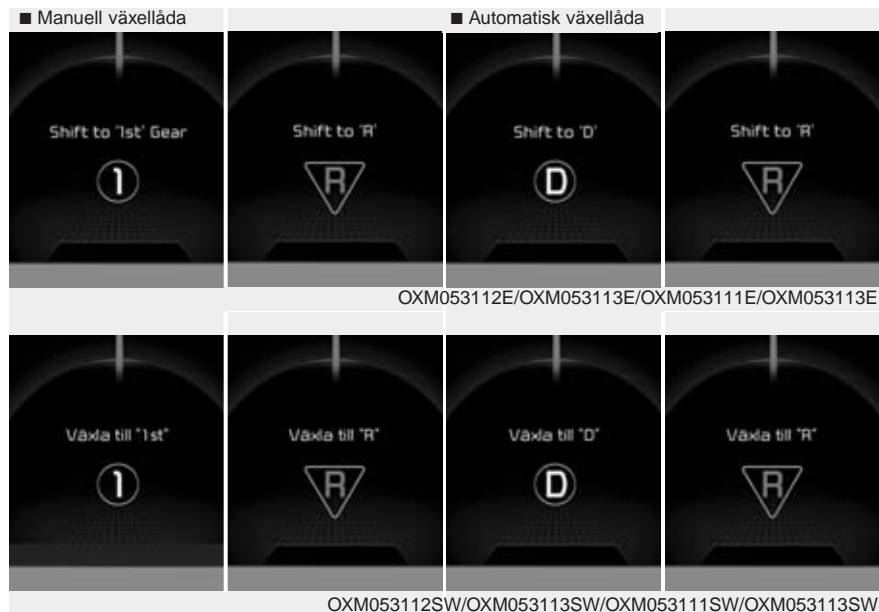 ■ Manuell växellåda
■ Automatisk växellåda
Shift to '1st' Gear
1
Shift to 'R'
R
Shift to 'D'
D
Shift to 'R'
R
OXM053112E/OXM053113E/OXM053111E/OXM053113E
Växla till "1st"
1
Växla till "R"
R
Växla till "D"
D
Växla till "R"
R
OXM053112SW/OXM053113SW/OXM053111SW/OXM053113SW